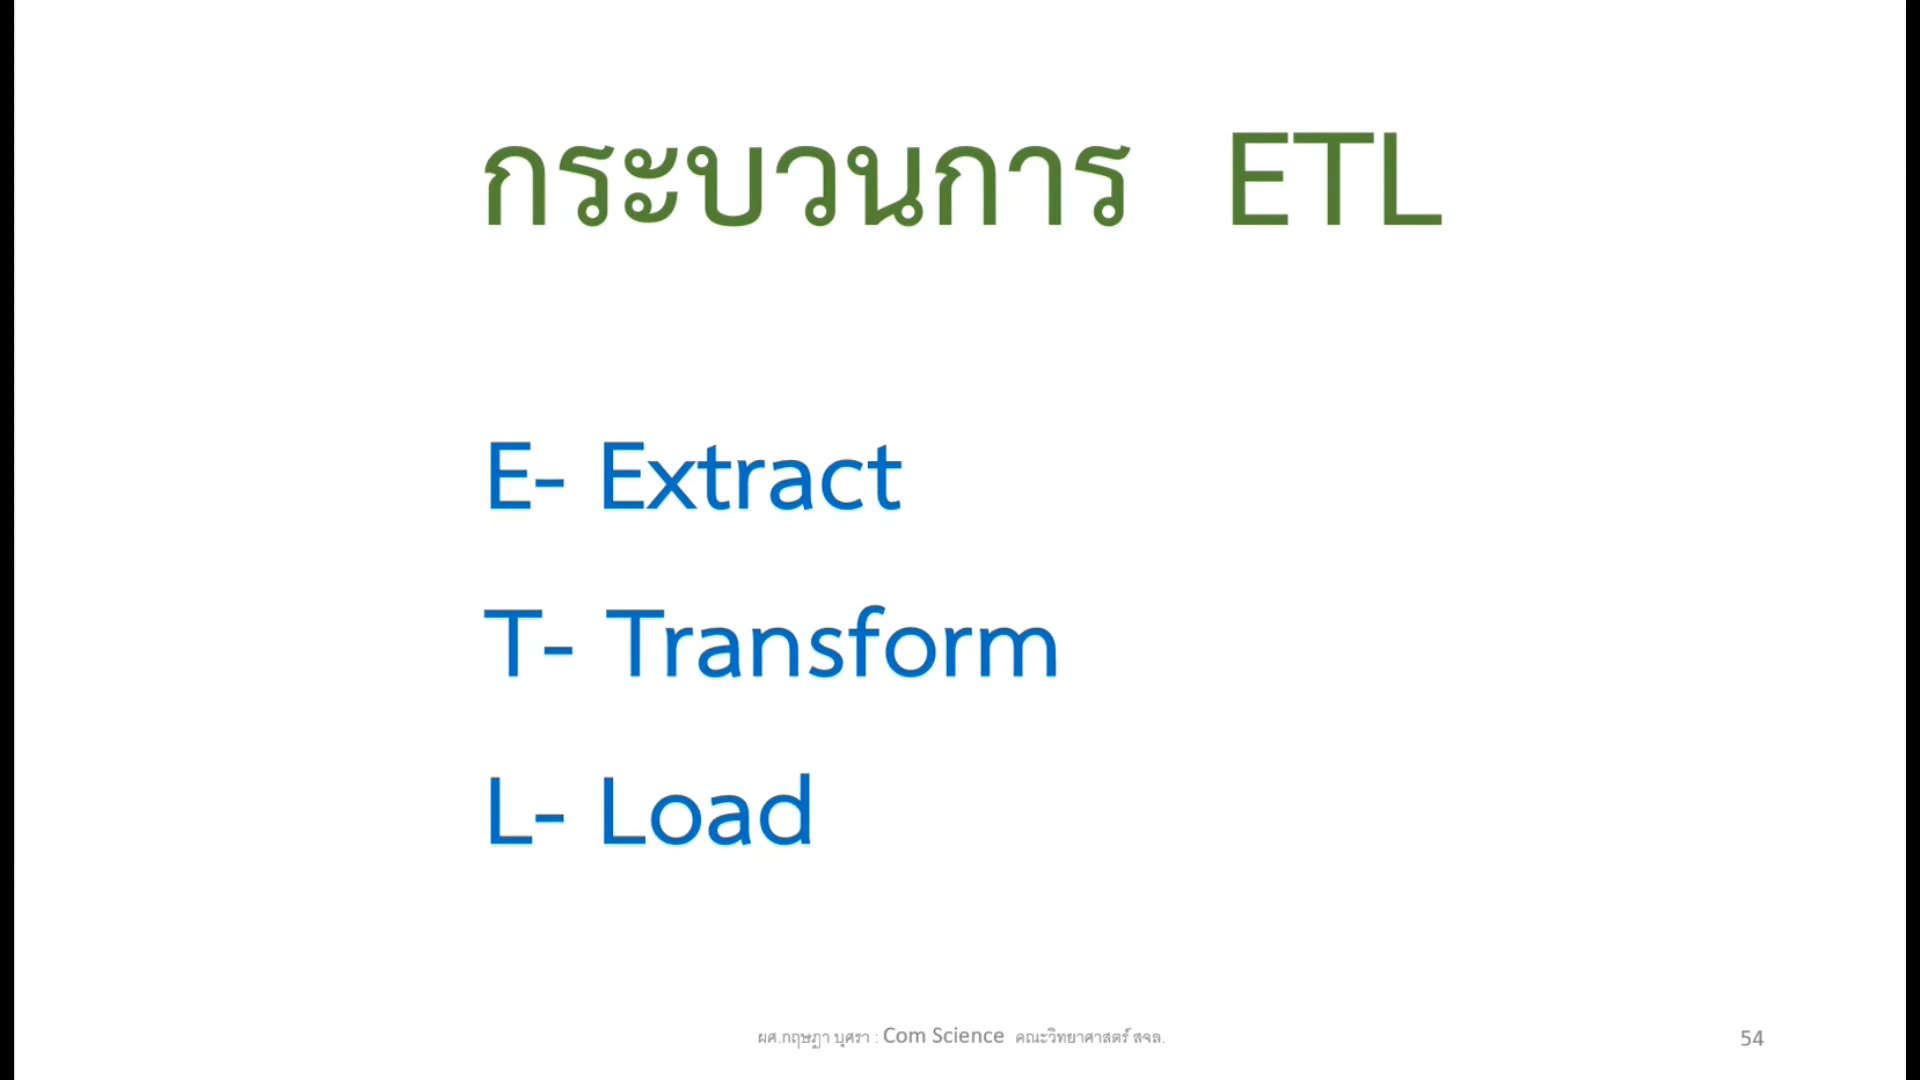 กระบวนการ ETL
E- Extract
T- Transform
L- Load
ผศ.กฤษฎา บุศรา : Com Science คณะวิทยาศาสตร์ สจล.
54